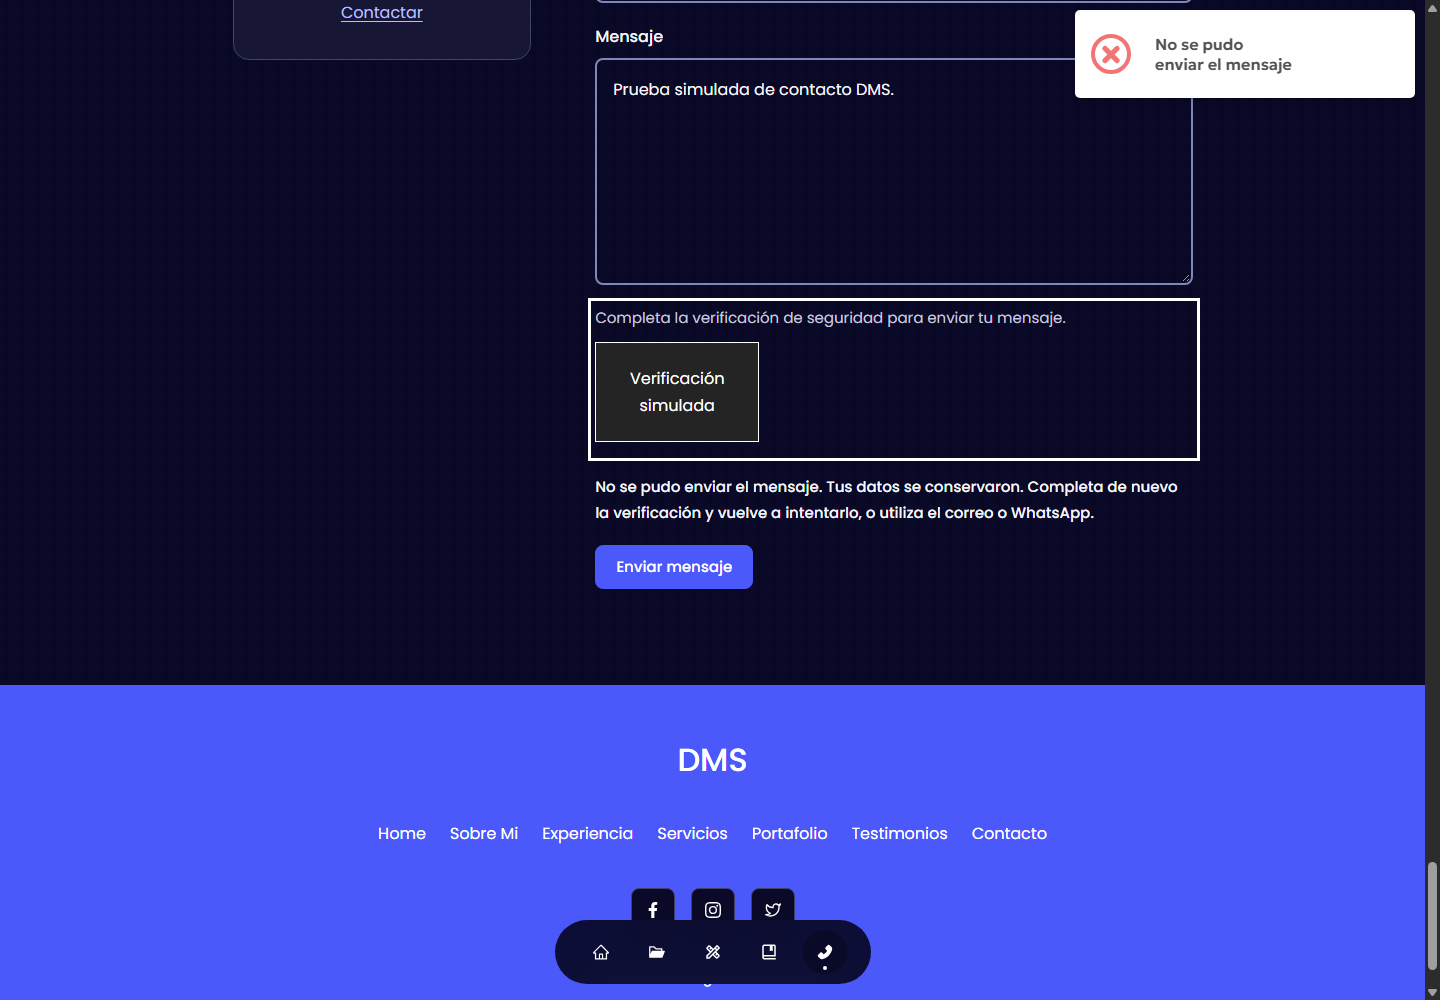 Contactar
Mensaje
No se pudo
enviar el mensaje
Prueba simulada de contacto DMS.
Completa la verificación de seguridad para enviar tu mensaje.
Verificación
simulada
No se pudo enviar el mensaje. Tus datos se conservaron. Completa de nuevo
la verificación y vuelve a intentarlo, o utiliza el correo o WhatsApp.
Enviar mensaje
DMS
Home Sobre Mi Experiencia Servicios Portafolio Testimonios Contacto